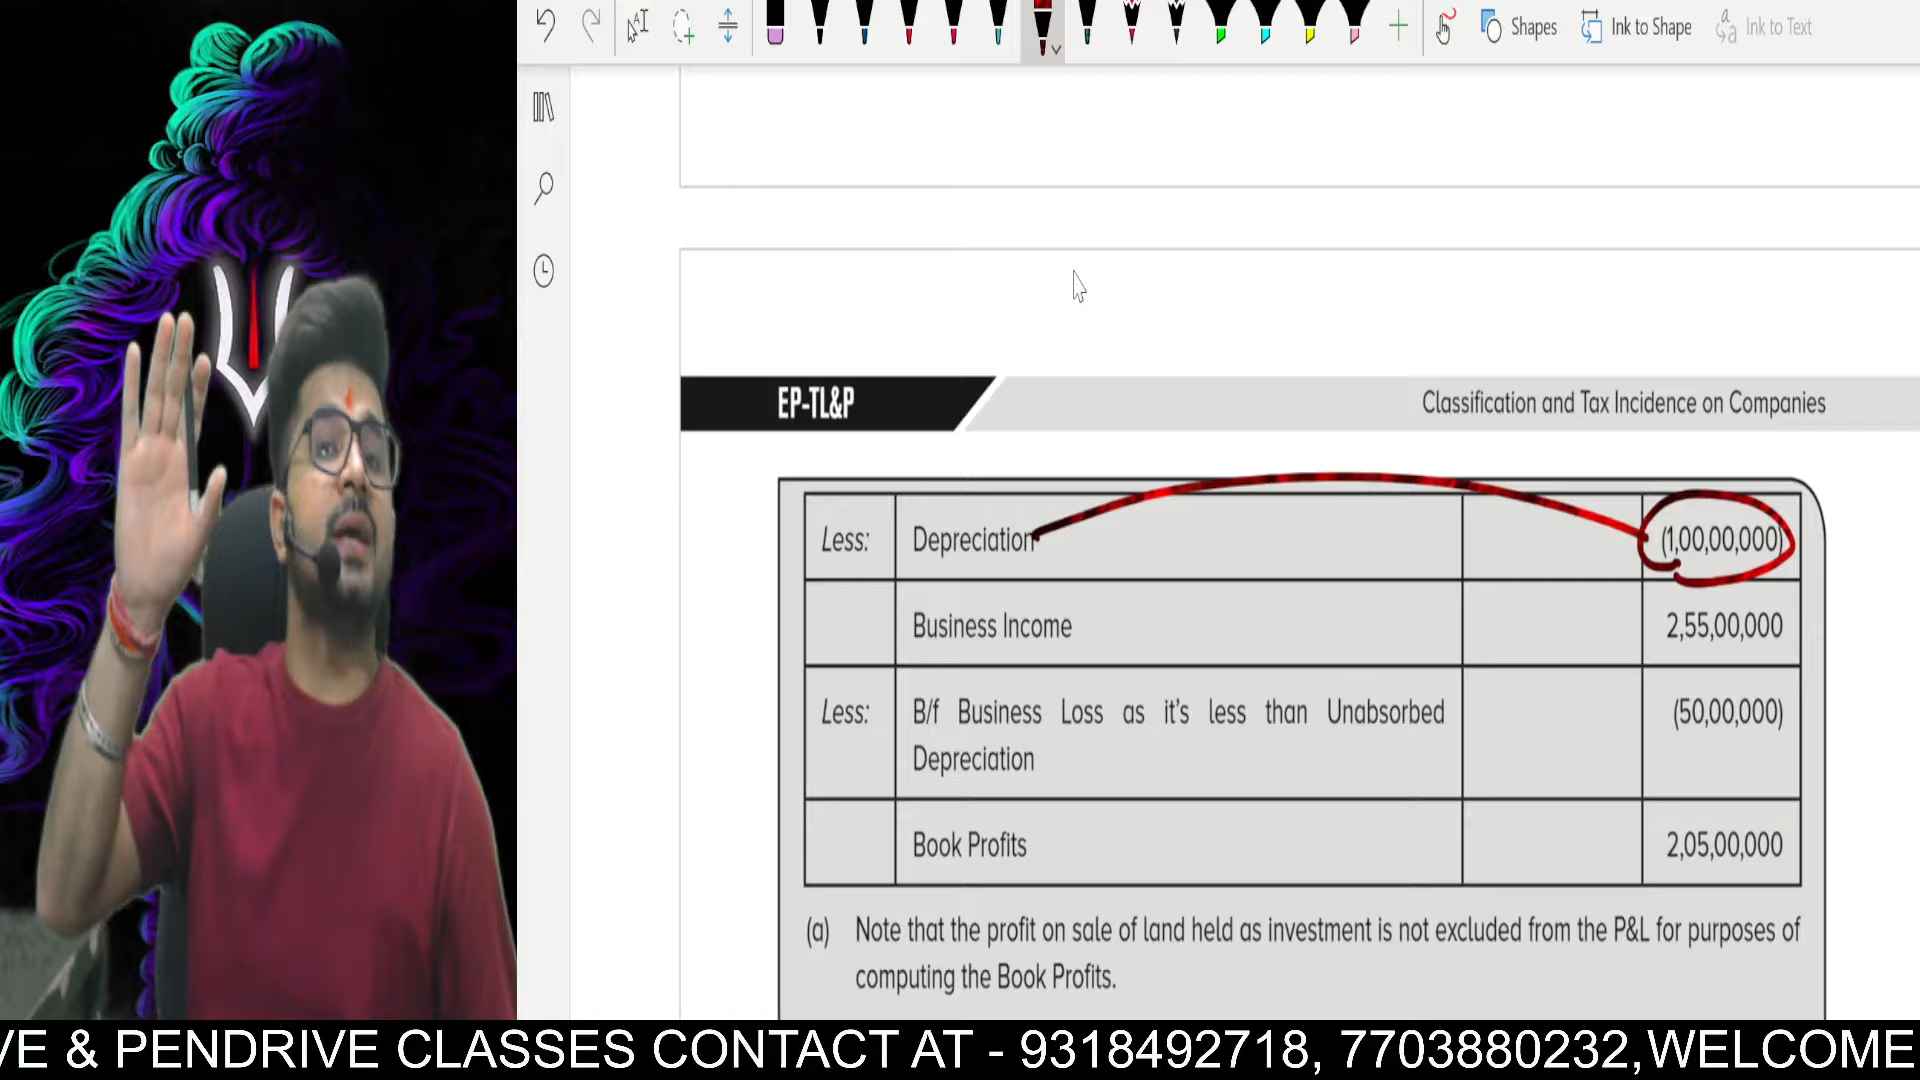 Shapes
Ink to Shape
Ink to Text
EP-TL&P
Classification and Tax Incidence on Companies
Less: Depreciation (1,00,00,000)
Business Income 2,55,00,000
Less: B/f Business Loss as it's less than Unabsorbed (50,00,000)
Depreciation
Book Profits 2,05,00,000
(a) Note that the profit on sale of land held as investment is not excluded from the P&L for purposes of
computing the Book Profits.
VE & PENDRIVE CLASSES CONTACT AT - 9318492718, 7703880232,WELCOME